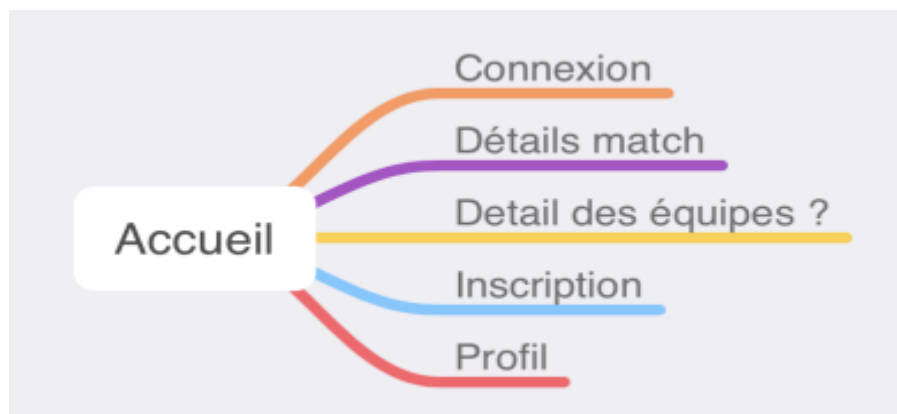 Connexion
Détails match
Detail des équipes ?
Accueil
Inscription
Profil